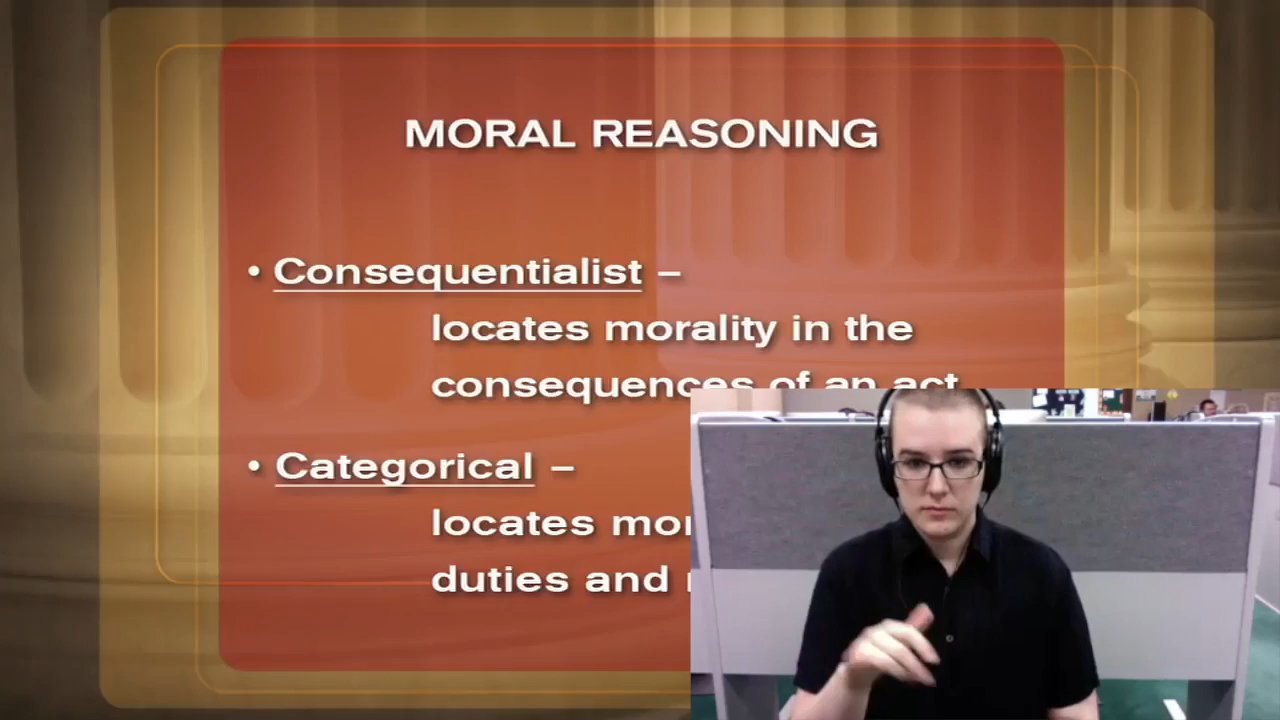 MORAL REASONING
• Consequentialist –
locates morality in the
consequences of an act
• Categorical –
locates
duties and